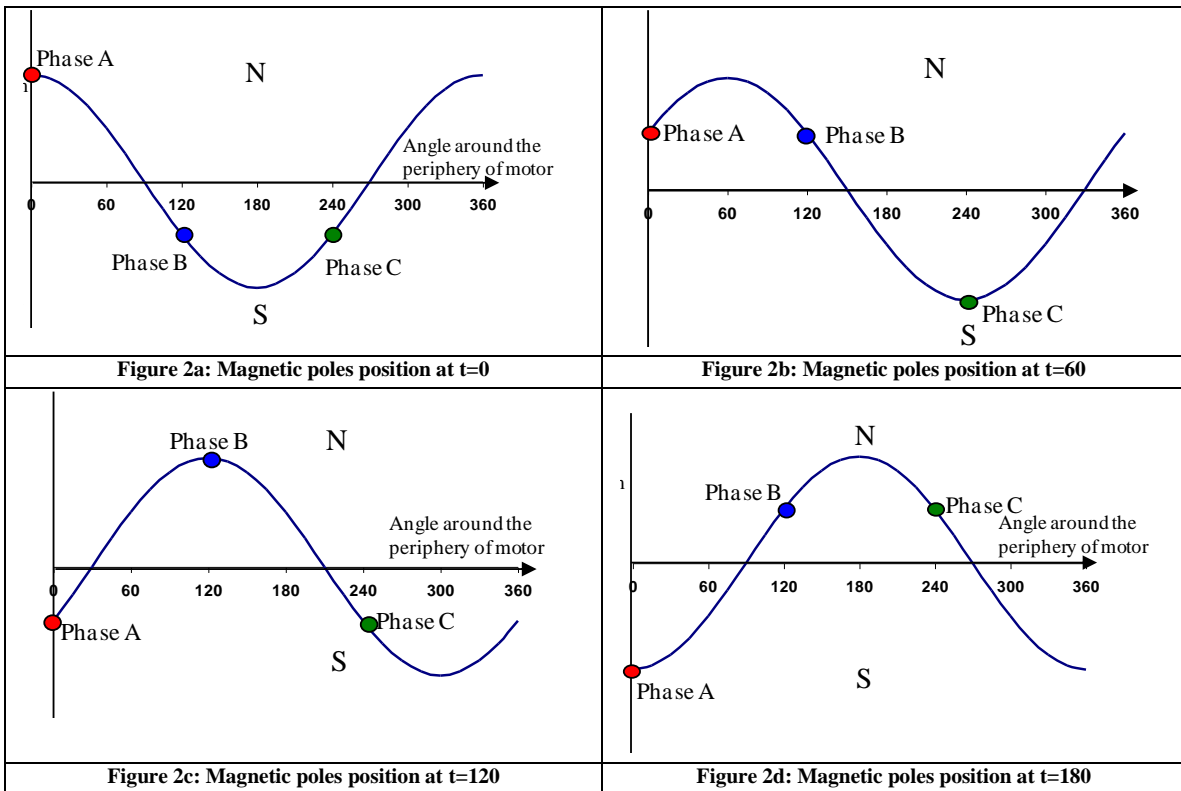 Phase A
N
Angle around the
periphery of motor
0 60 120 180 240 300 360
Phase B
Phase C
S
Figure 2a: Magnetic poles position at t=0
N
Phase A
Phase B
0 60 120 180 240 300 360
Phase C
S
Figure 2b: Magnetic poles position at t=60
Phase B
N
Angle around the
periphery of motor
0 60 120 180 240 300 360
Phase A
Phase C
S
Figure 2c: Magnetic poles position at t=120
N
Phase B
Phase C
Angle around the
periphery of motor
0 60 120 180 240 300 360
Phase A
S
Figure 2d: Magnetic poles position at t=180